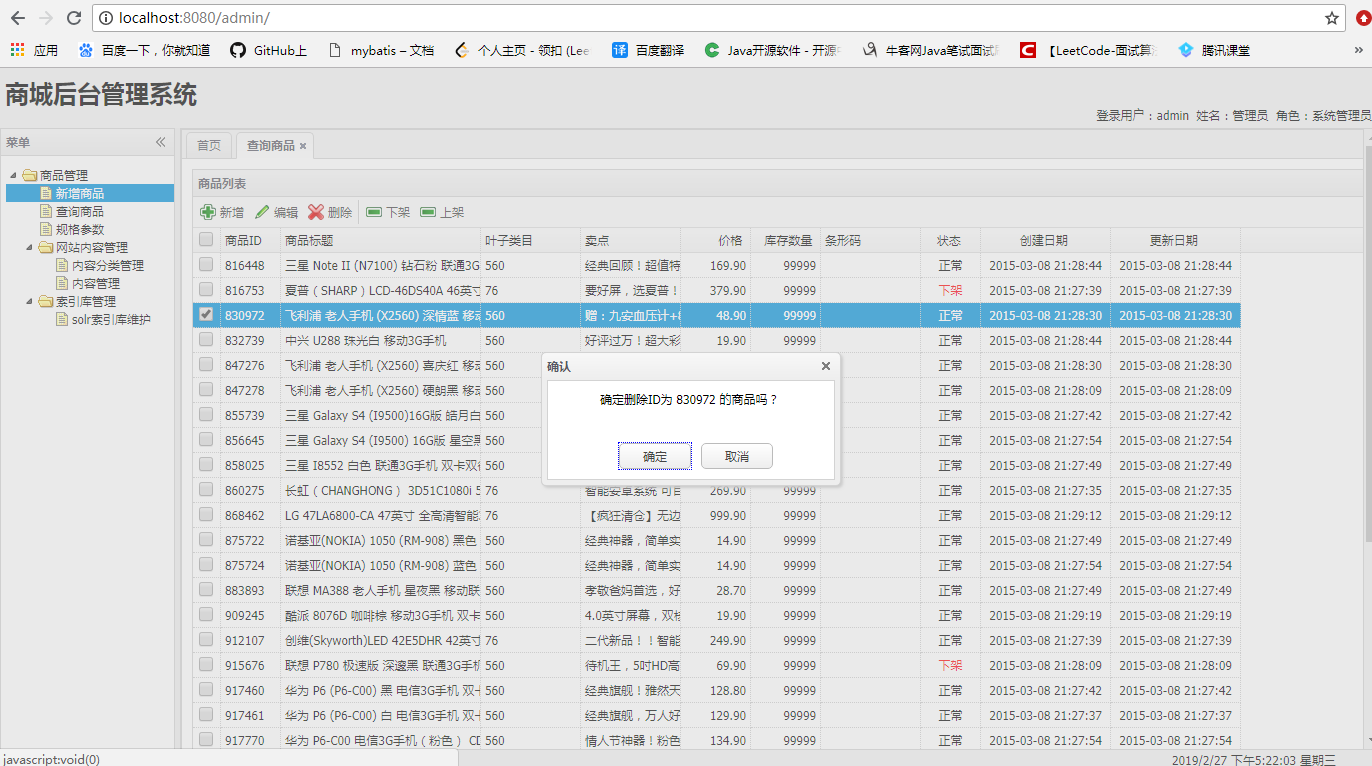 localhost:8080/admin/
应用 百度一下,你就知道 GitHub上 mybatis – 文档 个人主页 - 领扣 (Lee 百度翻译 Java开源软件 - 开源 牛客网Java笔试面试 【LeetCode-面试算 腾讯课堂 »
商城后台管理系统
登录用户:admin 姓名:管理员 角色:系统管理员
菜单
商品管理
新增商品
查询商品
规格参数
网站内容管理
内容分类管理
内容管理
索引库管理
solr索引库维护
首页 查询商品
商品列表
新增 编辑 删除 下架 上架
商品ID 商品标题 叶子类目 卖点 价格 库存数量 条形码 状态 创建日期 更新日期
816448 三星 Note II (N7100) 钻石粉 联通3G 560 经典回顾!超值特 169.90 99999 正常 2015-03-08 21:28:44 2015-03-08 21:28:44
816753 夏普(SHARP)LCD-46DS40A 46英寸 76 要好屏,选夏普! 379.90 99999 下架 2015-03-08 21:27:39 2015-03-08 21:27:39
830972 飞利浦 老人手机 (X2560) 深情蓝 移动 560 赠:九安血压计+8 48.90 99999 正常 2015-03-08 21:28:30 2015-03-08 21:28:30
832739 中兴 U288 珠光白 移动3G手机 560 好评过万!超大彩 19.90 99999 正常 2015-03-08 21:28:44 2015-03-08 21:28:44
847276 飞利浦 老人手机 (X2560) 喜庆红 移动 560 正常 2015-03-08 21:28:30 2015-03-08 21:28:30
847278 飞利浦 老人手机 (X2560) 硬朗黑 移动 560 正常 2015-03-08 21:28:09 2015-03-08 21:28:09
855739 三星 Galaxy S4 (I9500)16G版 皓月白 560 正常 2015-03-08 21:27:42 2015-03-08 21:27:42
856645 三星 Galaxy S4 (I9500) 16G版 星空黑 560 正常 2015-03-08 21:27:54 2015-03-08 21:27:54
858025 三星 I8552 白色 联通3G手机 双卡双待 560 正常 2015-03-08 21:27:49 2015-03-08 21:27:49
860275 长虹(CHANGHONG) 3D51C1080i 5 76 智能安卓系统 可自 269.90 99999 正常 2015-03-08 21:27:35 2015-03-08 21:27:35
868462 LG 47LA6800-CA 47英寸 全高清智能 76 【疯狂清仓】无边 999.90 99999 正常 2015-03-08 21:29:12 2015-03-08 21:29:12
875722 诺基亚(NOKIA) 1050 (RM-908) 黑色 560 经典神器,简单实 14.90 99999 正常 2015-03-08 21:27:49 2015-03-08 21:27:49
875724 诺基亚(NOKIA) 1050 (RM-908) 蓝色 560 经典神器,简单实 14.90 99999 正常 2015-03-08 21:27:54 2015-03-08 21:27:54
883893 联想 MA388 老人手机 星夜黑 移动联 560 孝敬爸妈首选,好 28.70 99999 正常 2015-03-08 21:27:49 2015-03-08 21:27:49
909245 酷派 8076D 咖啡棕 移动3G手机 双卡 560 4.0英寸屏幕,双核 19.90 99999 正常 2015-03-08 21:29:19 2015-03-08 21:29:19
912107 创维(Skyworth)LED 42E5DHR 42英寸 76 二代新品!!智能 249.90 99999 正常 2015-03-08 21:27:39 2015-03-08 21:27:39
915676 联想 P780 极速版 深邃黑 联通3G手机 560 待机王,5吋HD高 69.90 99999 下架 2015-03-08 21:28:09 2015-03-08 21:28:09
917460 华为 P6 (P6-C00) 黑 电信3G手机 双卡 560 经典旗舰!雅然天 128.80 99999 正常 2015-03-08 21:27:42 2015-03-08 21:27:42
917461 华为 P6 (P6-C00) 白 电信3G手机 双卡 560 经典旗舰,万人好 129.90 99999 正常 2015-03-08 21:27:37 2015-03-08 21:27:37
917770 华为 P6-C00 电信3G手机(粉色) CD 560 情人节神器!粉色 134.90 99999 正常 2015-03-08 21:27:54 2015-03-08 21:27:54
确认
确定删除ID为 830972 的商品吗?
确定 取消
javascript:void(0)
2019/2/27 下午5:22:03 星期三